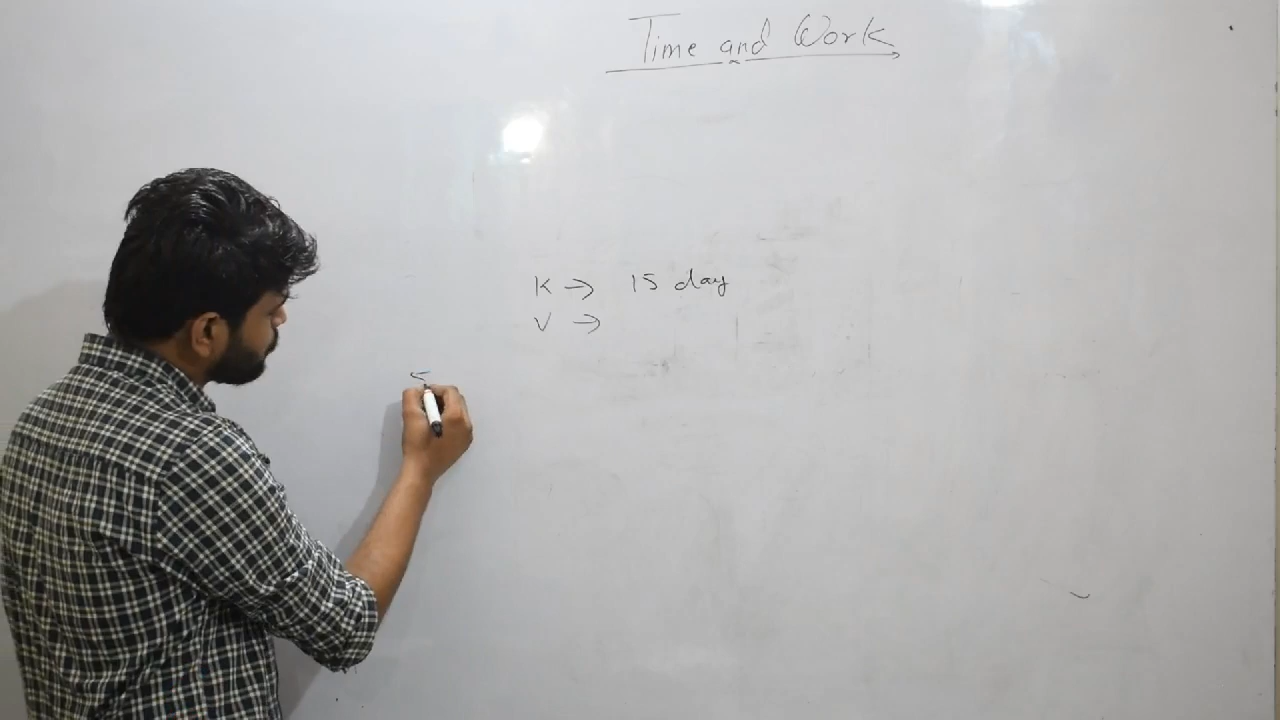 Time and Work
K → 15 day
V →